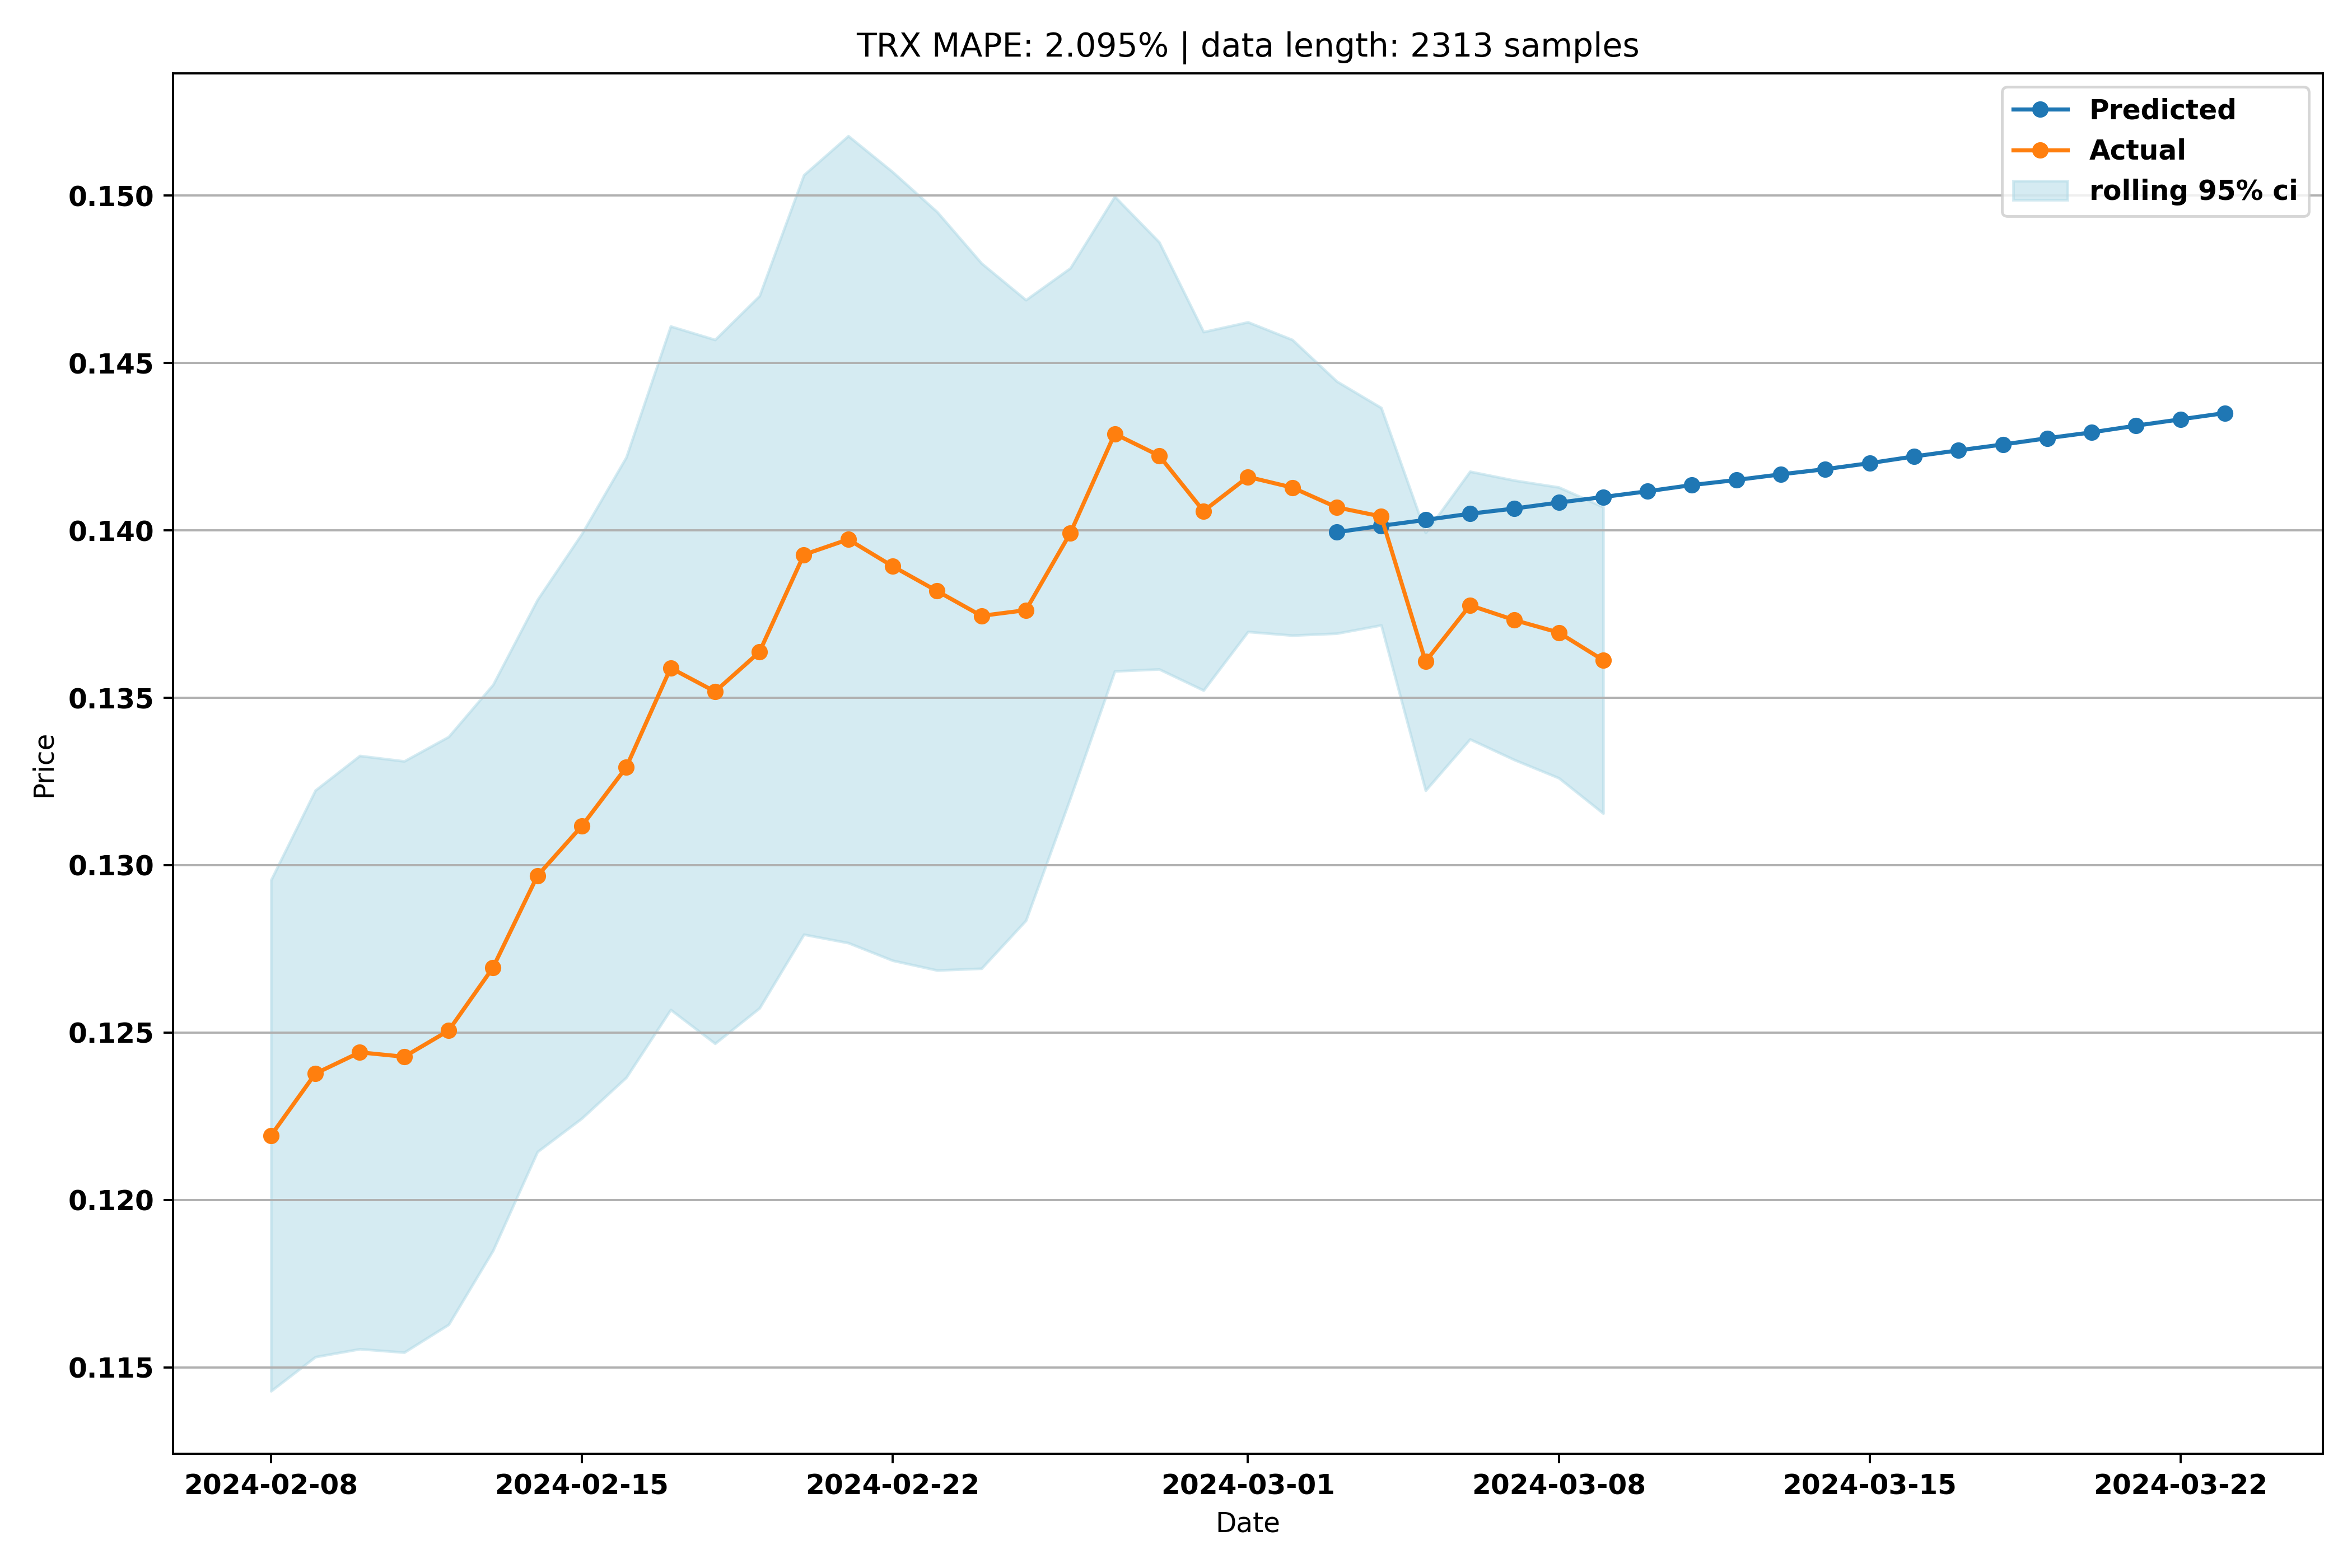 TRX MAPE: 2.095% | data length: 2313 samples
Predicted
Actual
rolling 95% ci
Price
0.150
0.145
0.140
0.135
0.130
0.125
0.120
0.115
2024-02-08 2024-02-15 2024-02-22 2024-03-01 2024-03-08 2024-03-15 2024-03-22
Date